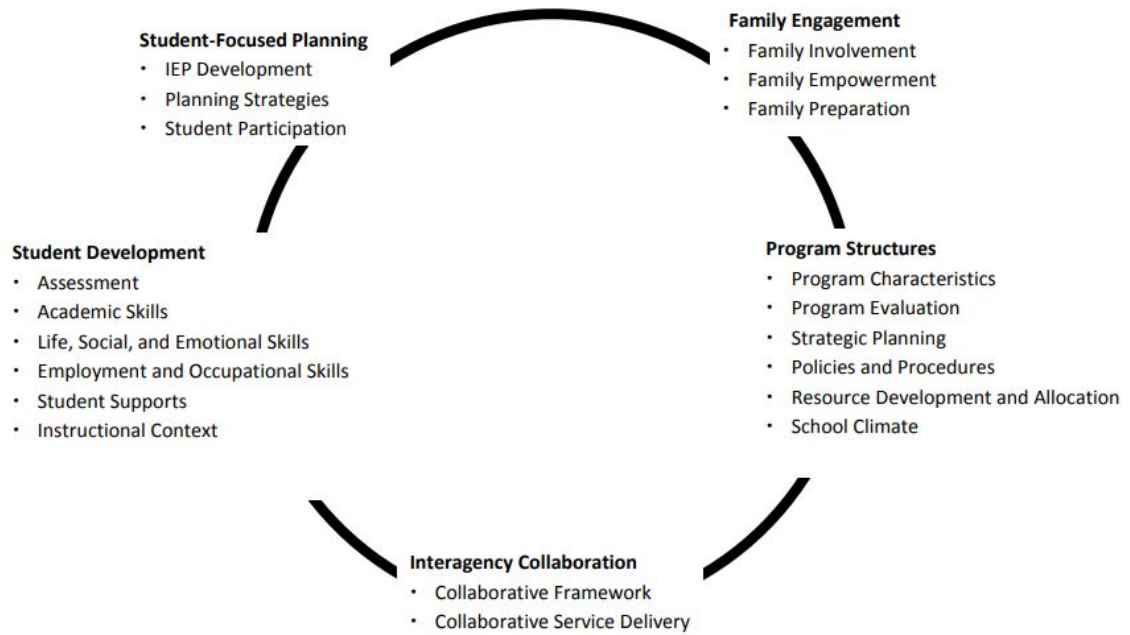 Student-Focused Planning
• IEP Development
• Planning Strategies
• Student Participation
Family Engagement
• Family Involvement
• Family Empowerment
• Family Preparation
Student Development
• Assessment
• Academic Skills
• Life, Social, and Emotional Skills
• Employment and Occupational Skills
• Student Supports
• Instructional Context
Program Structures
• Program Characteristics
• Program Evaluation
• Strategic Planning
• Policies and Procedures
• Resource Development and Allocation
• School Climate
Interagency Collaboration
• Collaborative Framework
• Collaborative Service Delivery